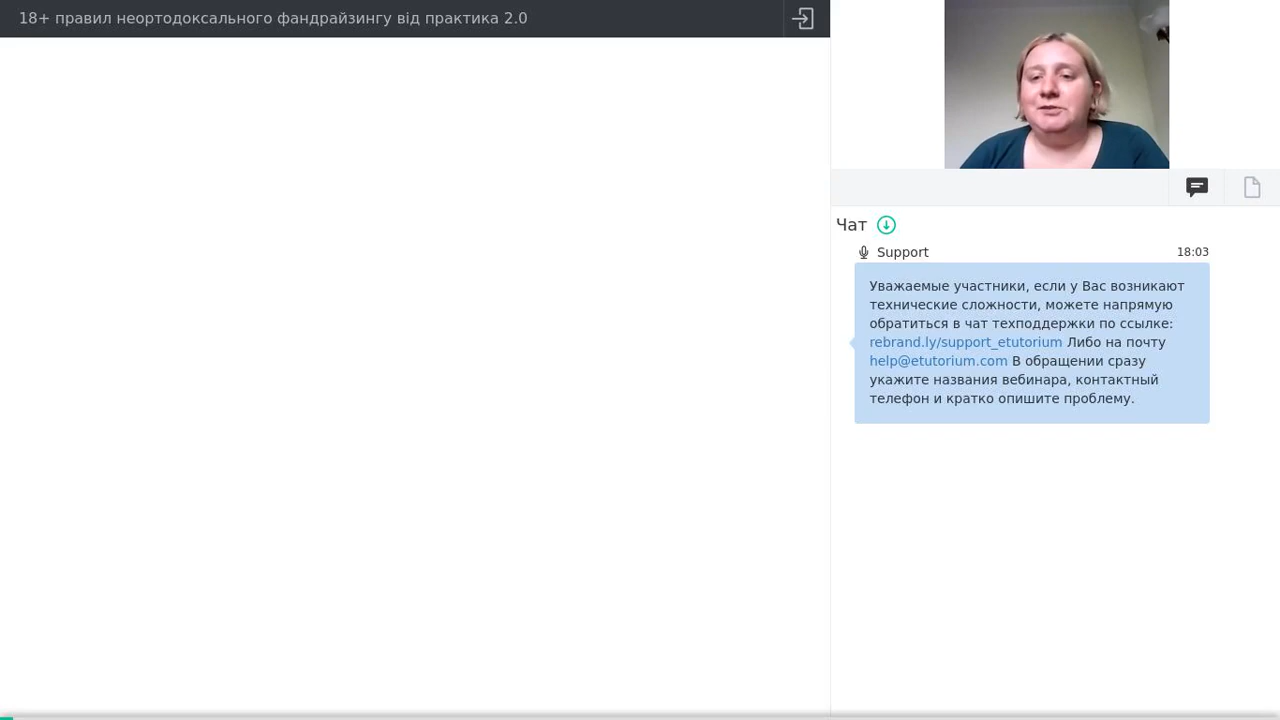 18+ правил неортодоксального фандрайзингу від практика 2.0
Чат
Support 18:03
Уважаемые участники, если у Вас возникают
технические сложности, можете напрямую
обратиться в чат техподдержки по ссылке:
rebrand.ly/support_etutorium Либо на почту
help@etutorium.com В обращении сразу
укажите названия вебинара, контактный
телефон и кратко опишите проблему.